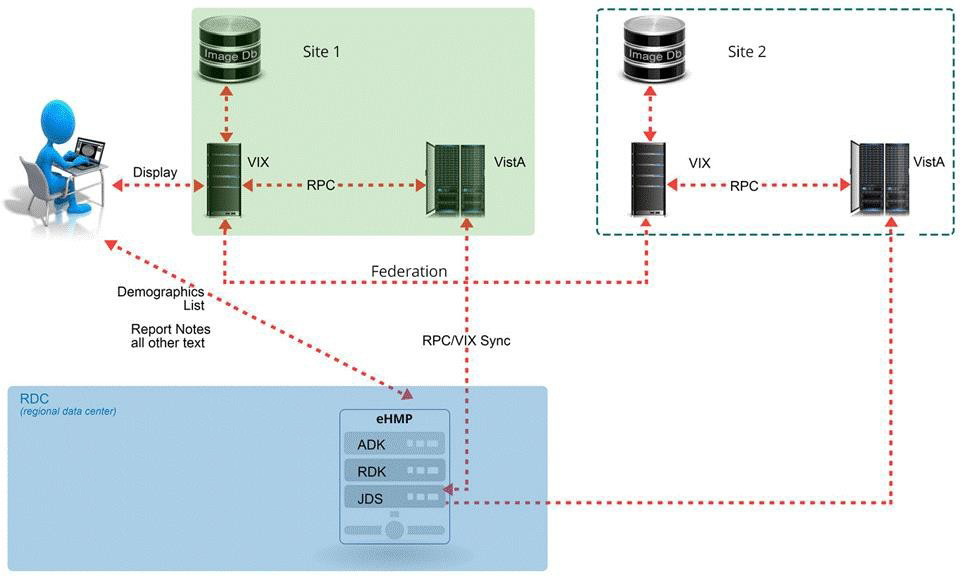 Site 1
Image Db
VIX
VistA
Display
RPC
Site 2
Image Db
VIX
VistA
RPC
Federation
Demographics
List
Report Notes
all other text
RPC/VIX Sync
RDC
(regional data center)
eHMP
ADK
RDK
JDS